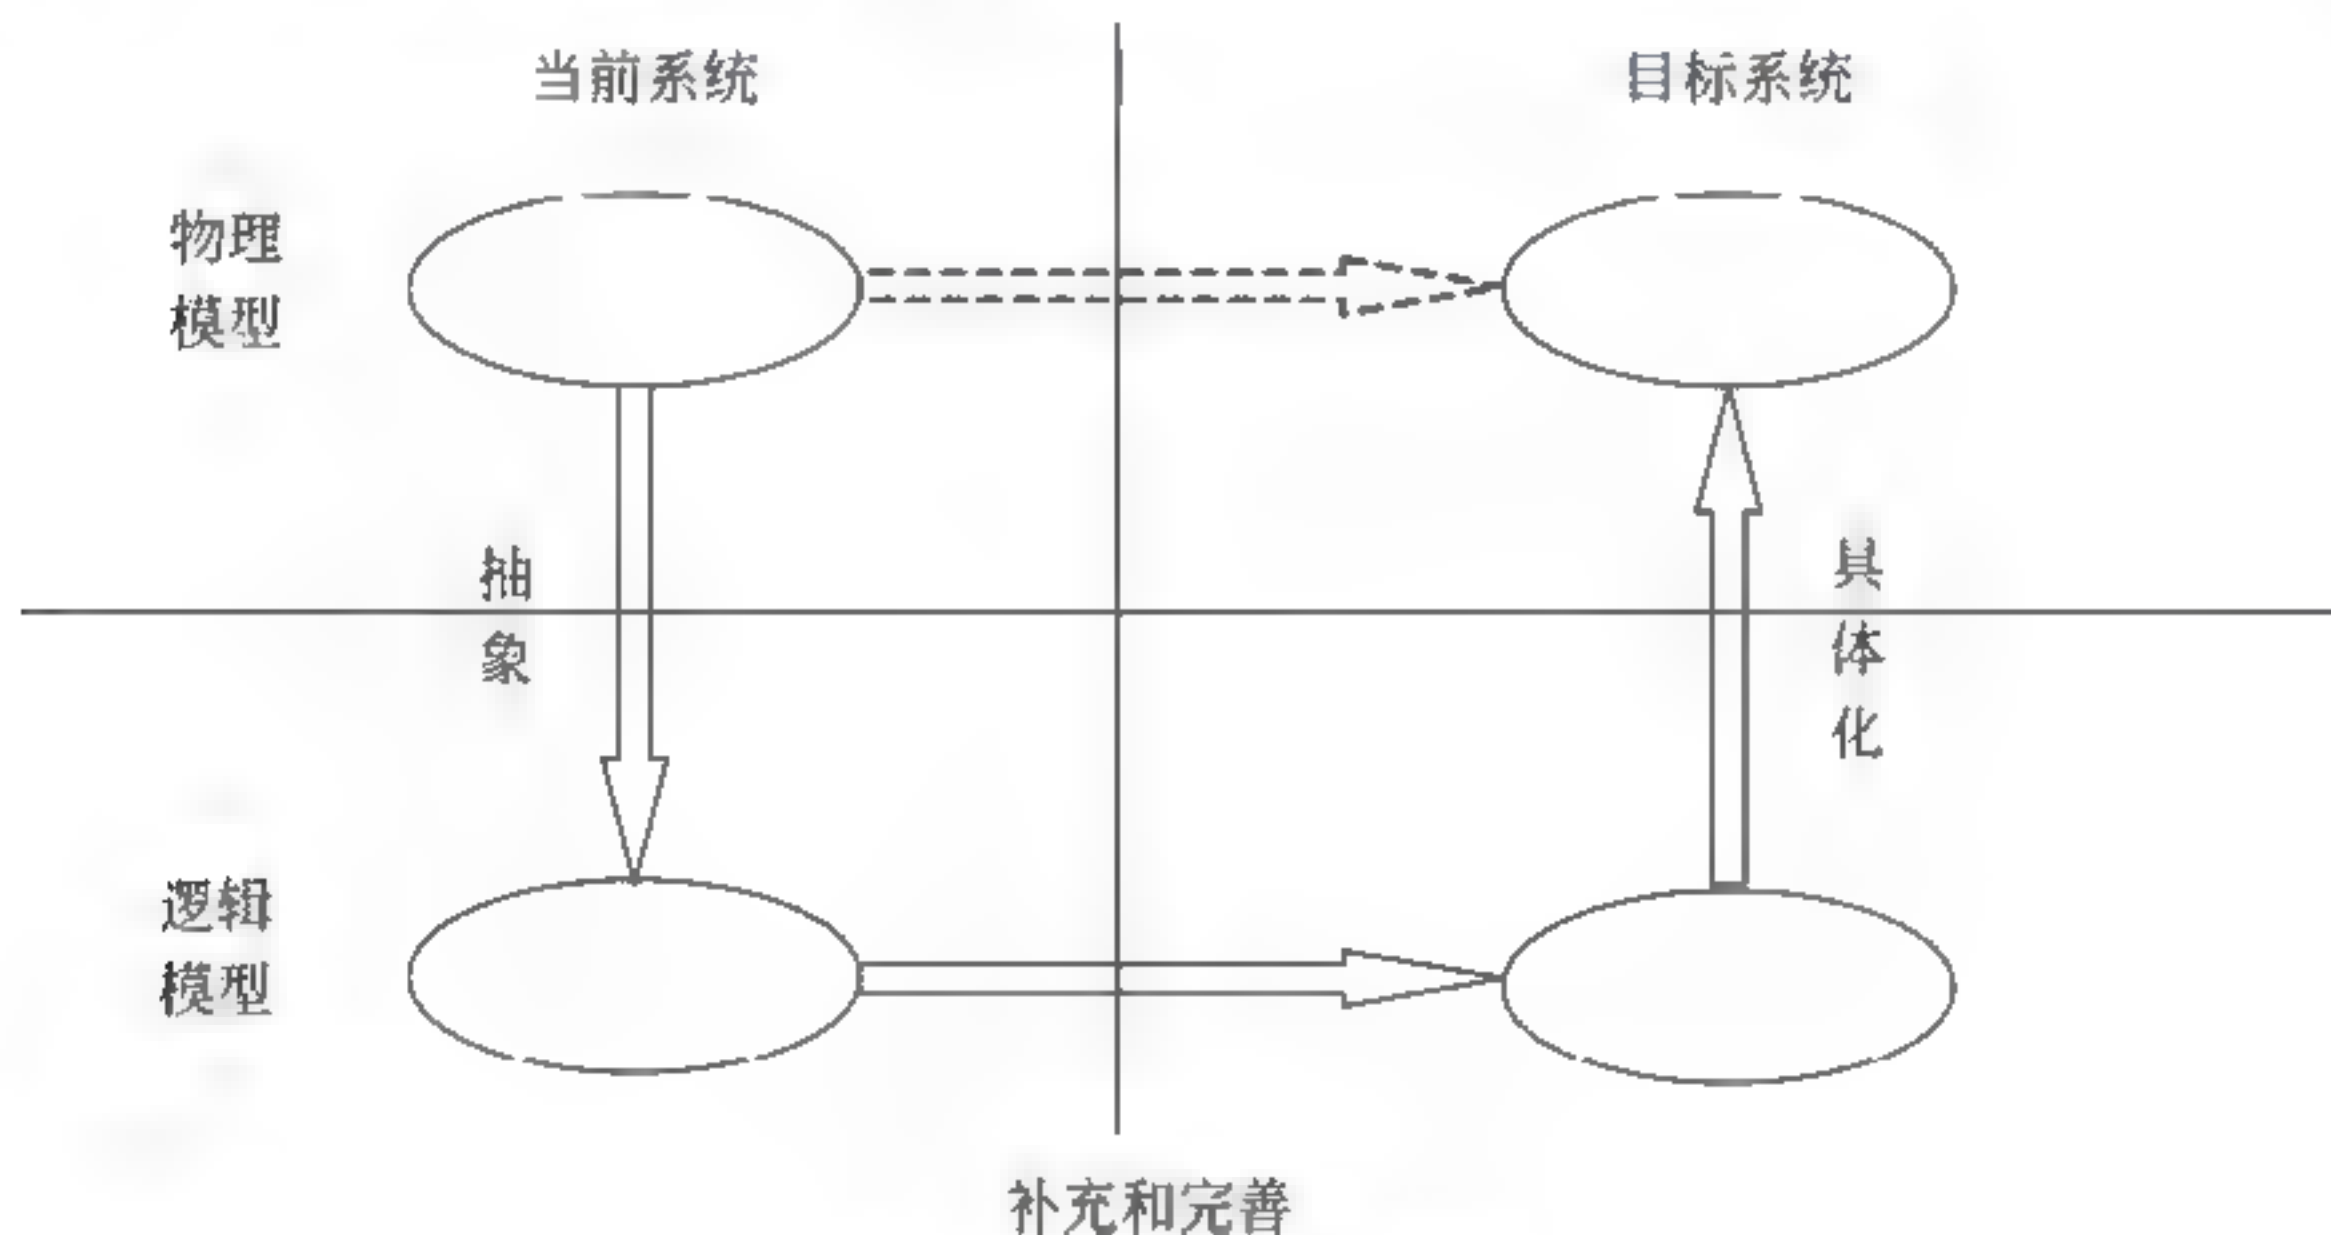 当前系统
目标系统
物理
模型
抽
象
具
体
化
逻辑
模型
补充和完善